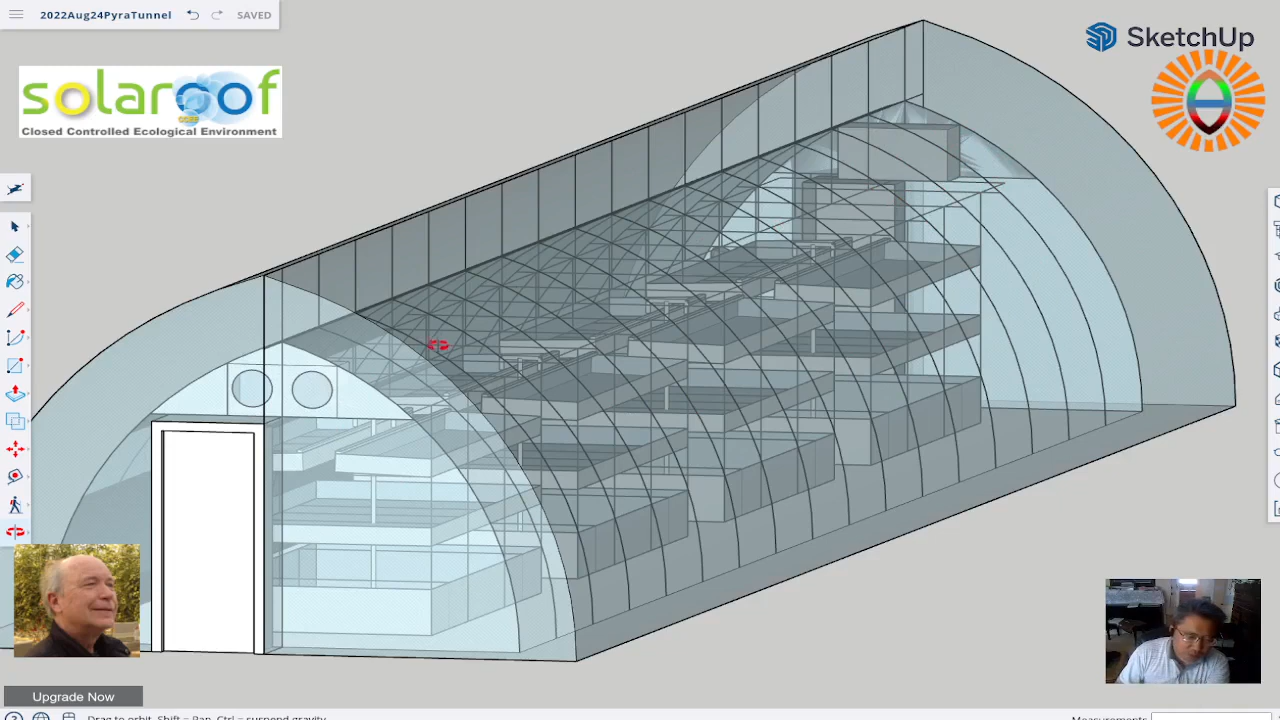 2022Aug24PyraTunnel
SAVED
SketchUp
solaroof
Closed Controlled Ecological Environment
Upgrade Now
Drag to orbit. Shift = Pan, Ctrl = suspend gravity
Measurements